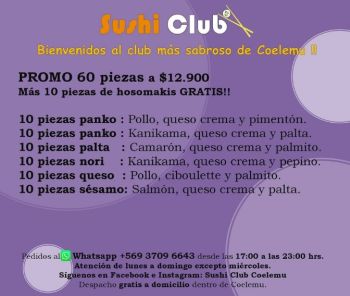 Sushi Club
Bienvenidos al club más sabroso de Coelemu !!
PROMO 60 piezas a $12.900
Más 10 piezas de hosomakis GRATIS!!
10 piezas panko : Pollo, queso crema y pimentón.
10 piezas panko : Kanikama, queso crema y palta.
10 piezas palta : Camarón, queso crema y palmito.
10 piezas nori : Kanikama, queso crema y pepino.
10 piezas queso : Pollo, ciboulette y palmito.
10 piezas sésamo: Salmón, queso crema y palta.
Pedidos al Whatsapp +569 3709 6643 desde las 17:00 a las 23:00 hrs.
Atención de lunes a domingo excepto miércoles.
Síguenos en Facebook e Instagram: Sushi Club Coelemu
Despacho gratis a domicilio dentro de Coelemu.